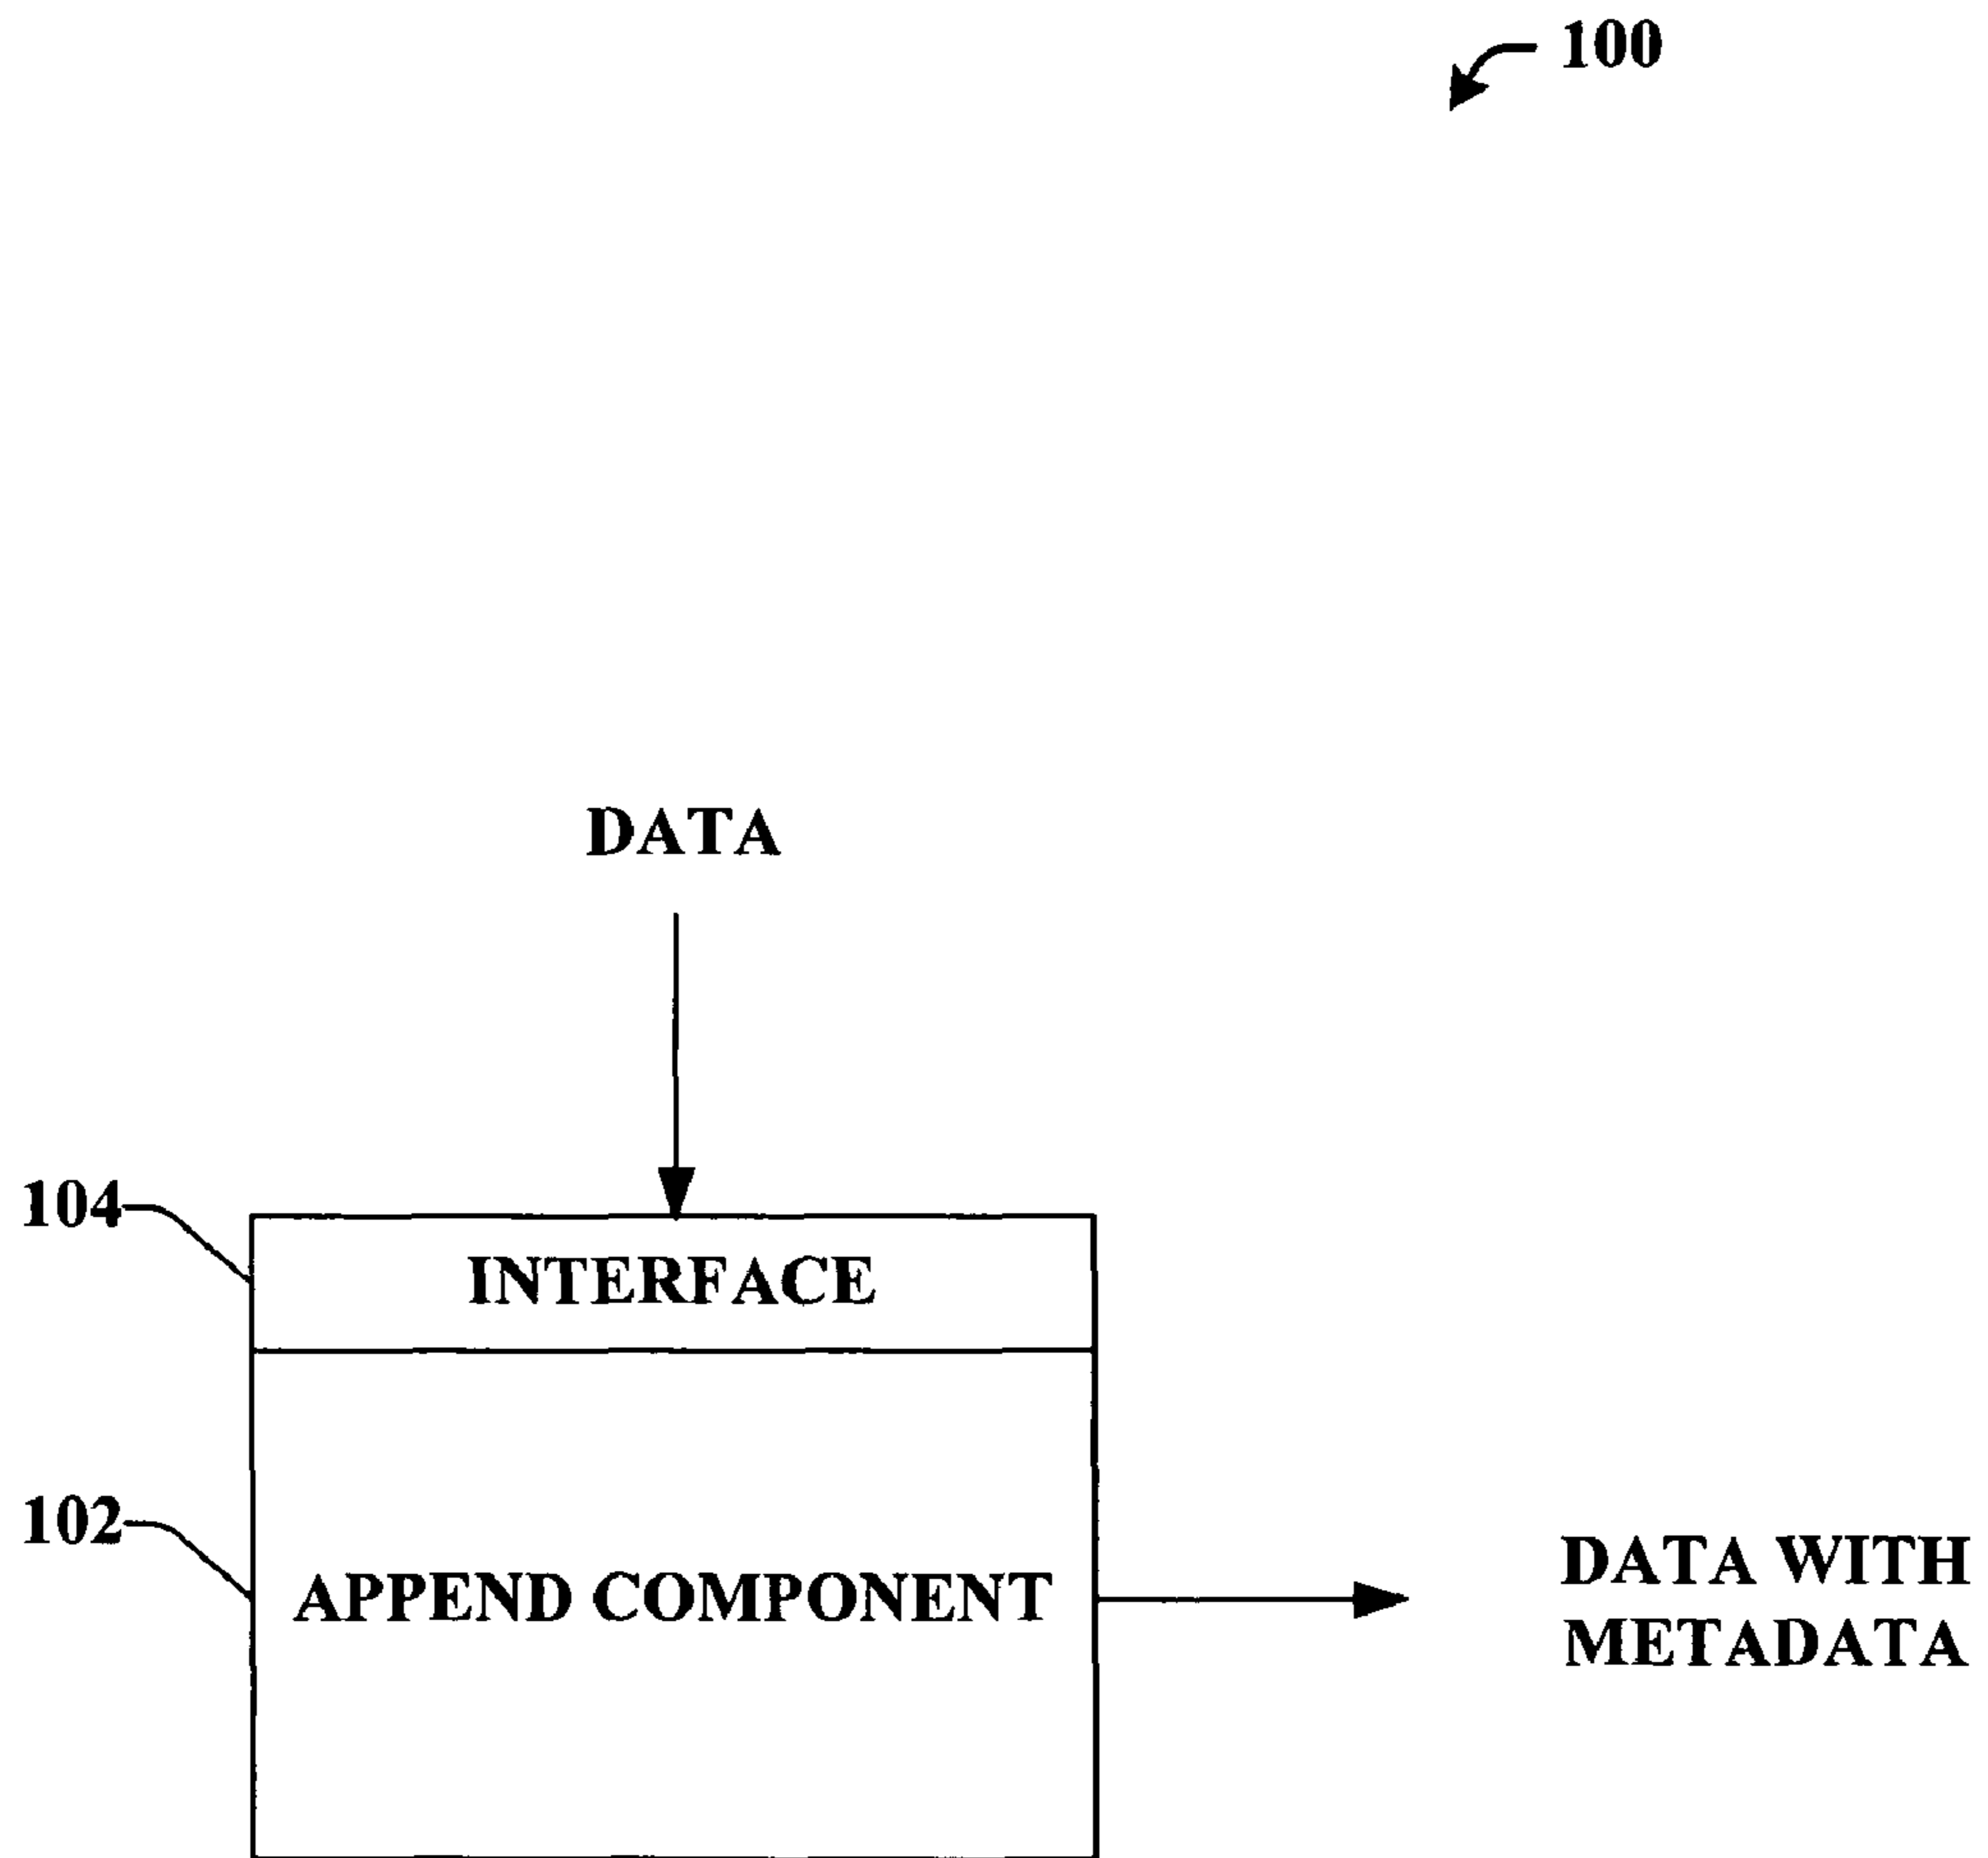 100
DATA
104
INTERFACE
102
APPEND COMPONENT
DATA WITH
METADATA